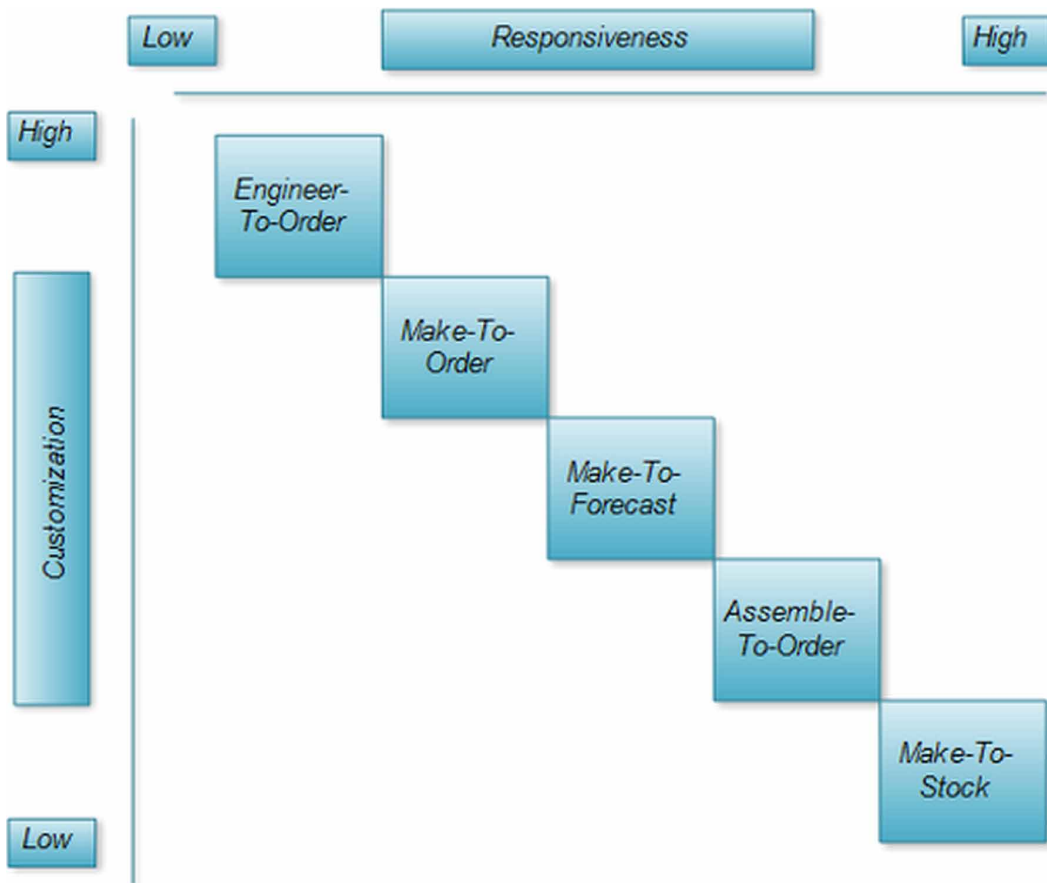 Low
Responsiveness
High
High
Engineer-
To-Order
Make-To-
Order
Customization
Make-To-
Forecast
Assemble-
To-Order
Make-To-
Stock
Low